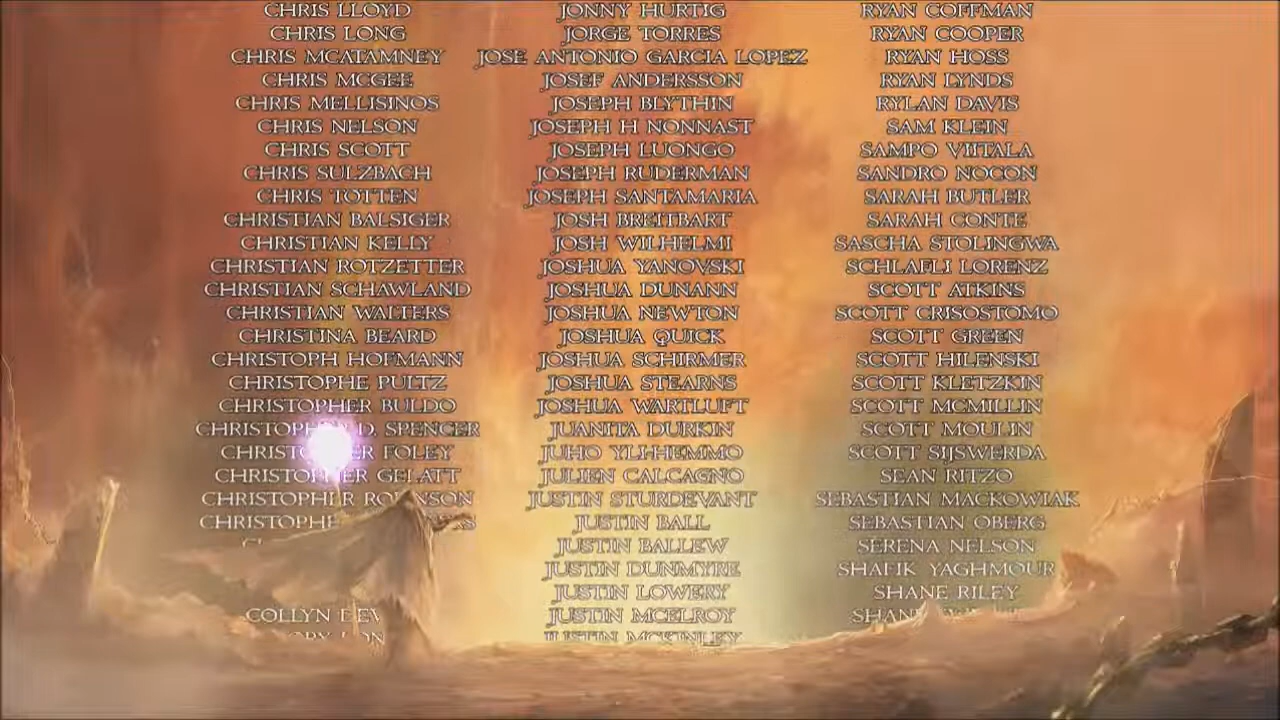 CHRIS LLOYD
CHRIS LONG
CHRIS MCATAMNEY
CHRIS MCGEE
CHRIS MELLISINOS
CHRIS NELSON
CHRIS SCOTT
CHRIS SULZBACH
CHRIS TOTTEN
CHRISTIAN BALSIGER
CHRISTIAN KELLY
CHRISTIAN ROTZETTER
CHRISTIAN SCHAWLAND
CHRISTIAN WALTERS
CHRISTINA BEARD
CHRISTOPH HOFMANN
CHRISTOPHE PULTZ
CHRISTOPHER BULDO
CHRISTOPHER D. SPENCER
FOLEY
GELATT
CHRISTOPHER ROBINSON
COLLYN
JONNY HURTIG
JORGE TORRES
JOSE ANTONIO GARCIA LOPEZ
JOSEF ANDERSSON
JOSEPH BLYTHIN
JOSEPH H NONNAST
JOSEPH LUONGO
JOSEPH RUDERMAN
JOSEPH SANTAMARIA
JOSH BREITBART
JOSH WILHELMI
JOSHUA YANOVSKI
JOSHUA DUNANN
JOSHUA NEWTON
JOSHUA QUICK
JOSHUA SCHIRMER
JOSHUA STEARNS
JOSHUA WARTLUFT
JUANITA DURKIN
JUHO YLI-HEMMO
JULIEN CALCAGNO
JUSTIN STURDEVANT
JUSTIN BALL
JUSTIN BALLEW
JUSTIN DUNMYRE
JUSTIN LOWERY
JUSTIN MCELROY
JUSTIN MCKINLEY
RYAN COFFMAN
RYAN COOPER
RYAN HOSS
RYAN LYNDS
RYLAN DAVIS
SAM KLEIN
SAMPO VIITALA
SANDRO NOCON
SARAH BUTLER
SARAH CONTE
SASCHA STOLINGWA
SCHLAFLI LORENZ
SCOTT ATKINS
SCOTT CRISOSTOMO
SCOTT GREEN
SCOTT HILENSKI
SCOTT KLETZKIN
SCOTT MCMILLIN
SCOTT MOULIN
SCOTT SIJSWERDA
SEAN RITZO
SEBASTIAN MACKOWIAK
SEBASTIAN OBERG
SERENA NELSON
SHAFIK YAGHMOUR
SHANE RILEY